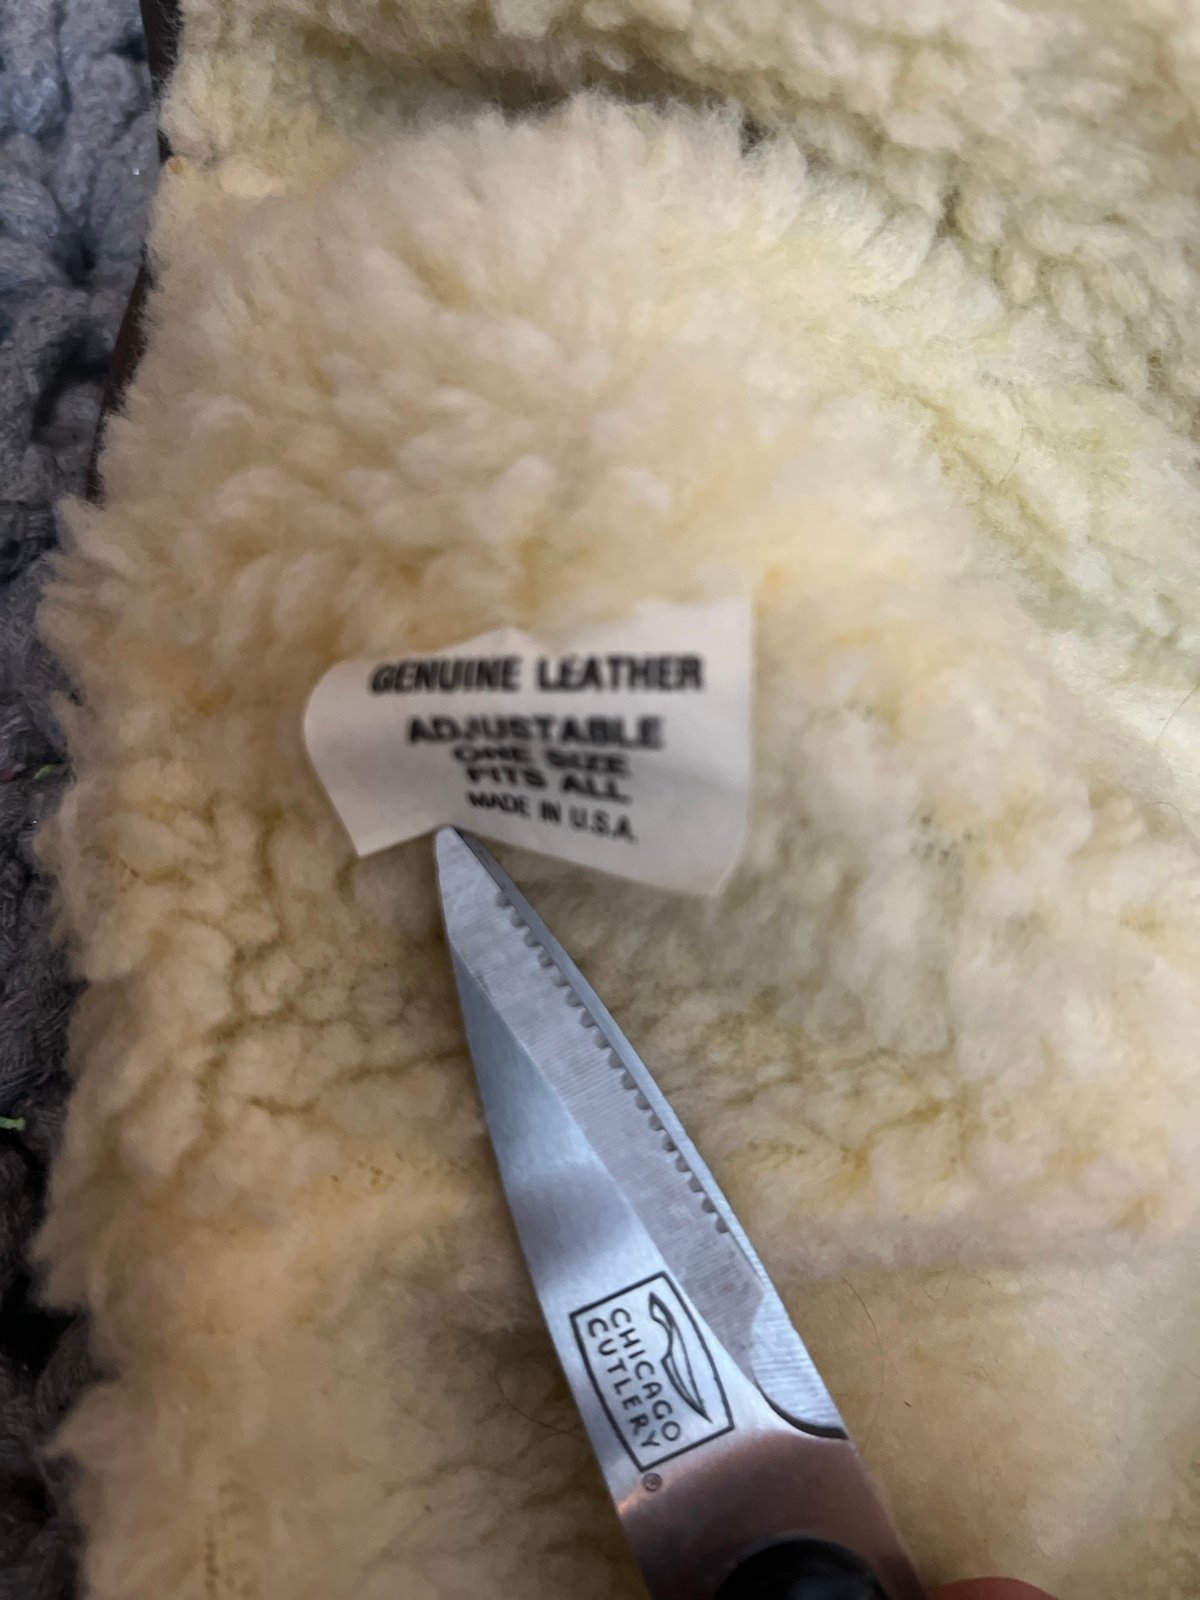 GENUINE LEATHER
ADJUSTABLE
ONE SIZE
FITS ALL
MADE IN U.S.A.
CHICAGO
CUTLERY
®